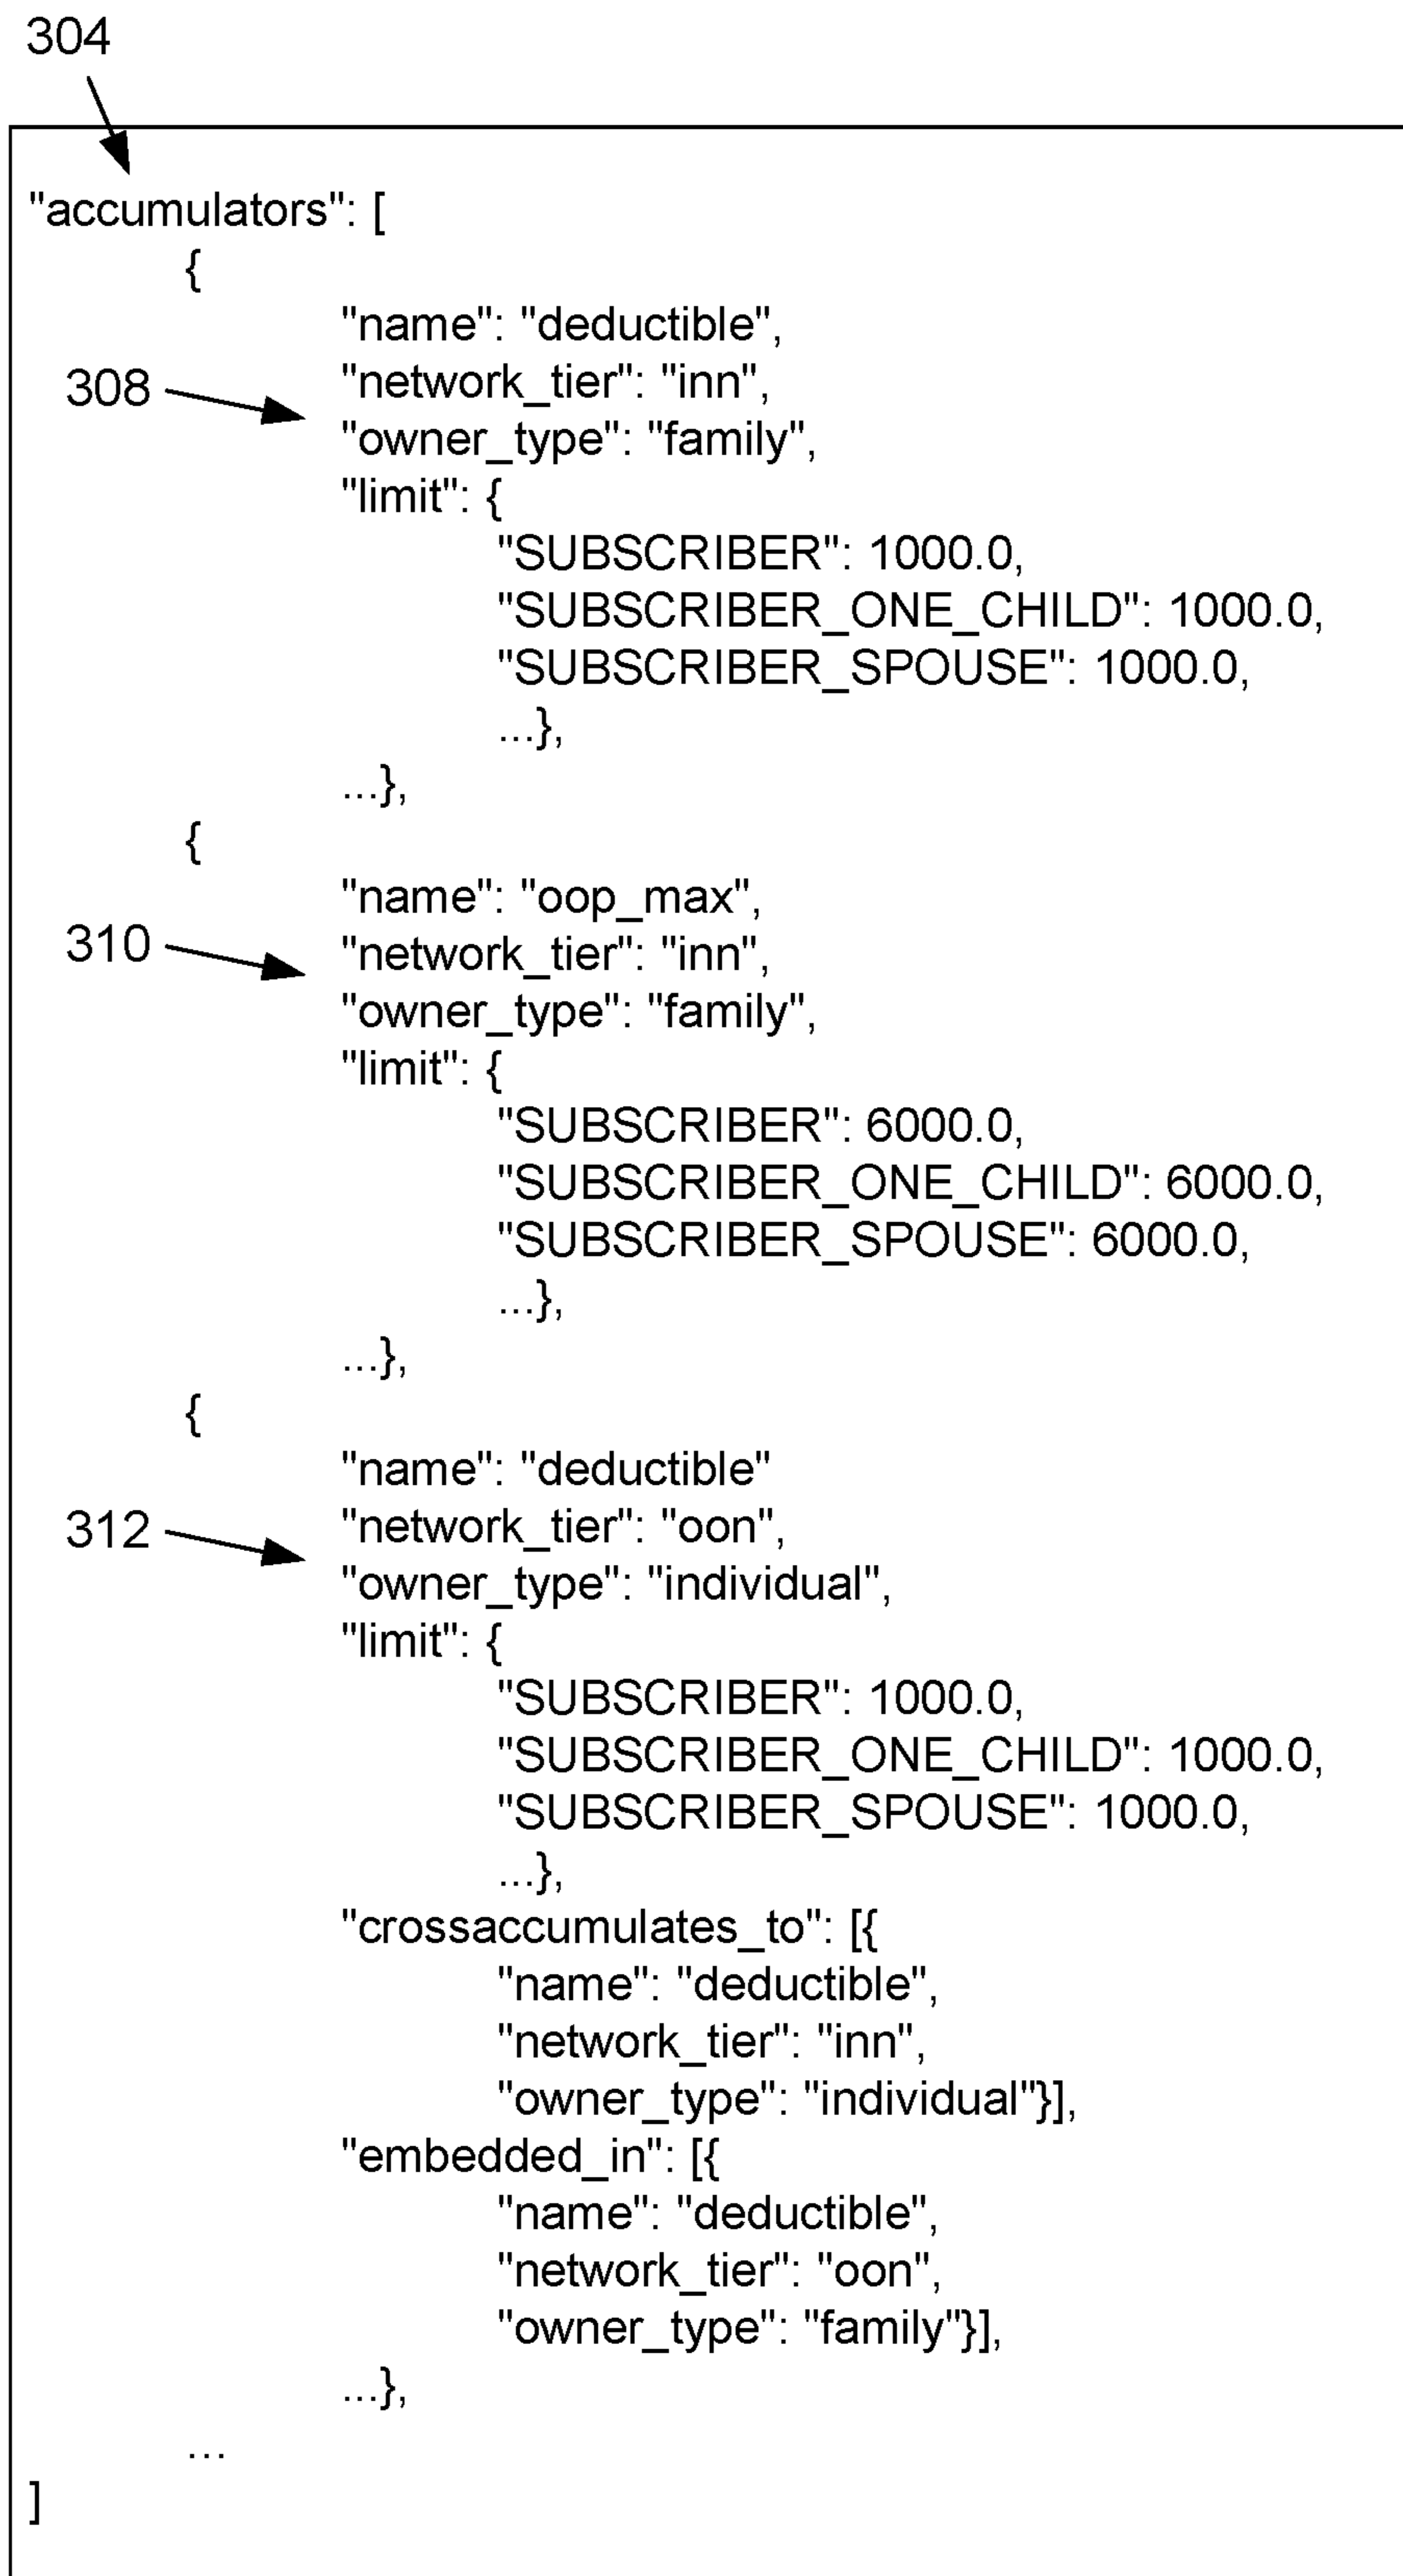 304
"accumulators": [
{
"name": "deductible",
"network_tier": "inn",
308
"owner_type": "family",
"limit": {
"SUBSCRIBER": 1000.0,
"SUBSCRIBER_ONE_CHILD": 1000.0,
"SUBSCRIBER_SPOUSE": 1000.0,
...},
...},
{
"name": "oop_max",
310
"network_tier": "inn",
"owner_type": "family",
"limit": {
"SUBSCRIBER": 6000.0,
"SUBSCRIBER_ONE_CHILD": 6000.0,
"SUBSCRIBER_SPOUSE": 6000.0,
...},
...},
{
"name": "deductible"
312
"network_tier": "oon",
"owner_type": "individual",
"limit": {
"SUBSCRIBER": 1000.0,
"SUBSCRIBER_ONE_CHILD": 1000.0,
"SUBSCRIBER_SPOUSE": 1000.0,
...},
"crossaccumulates_to": [{
"name": "deductible",
"network_tier": "inn",
"owner_type": "individual"}],
"embedded_in": [{
"name": "deductible",
"network_tier": "oon",
"owner_type": "family"}],
...},
...
]